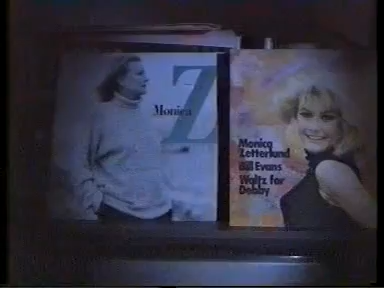 Monica
Z
Monica
Zetterlund
Bill Evans
Waltz for
Debby